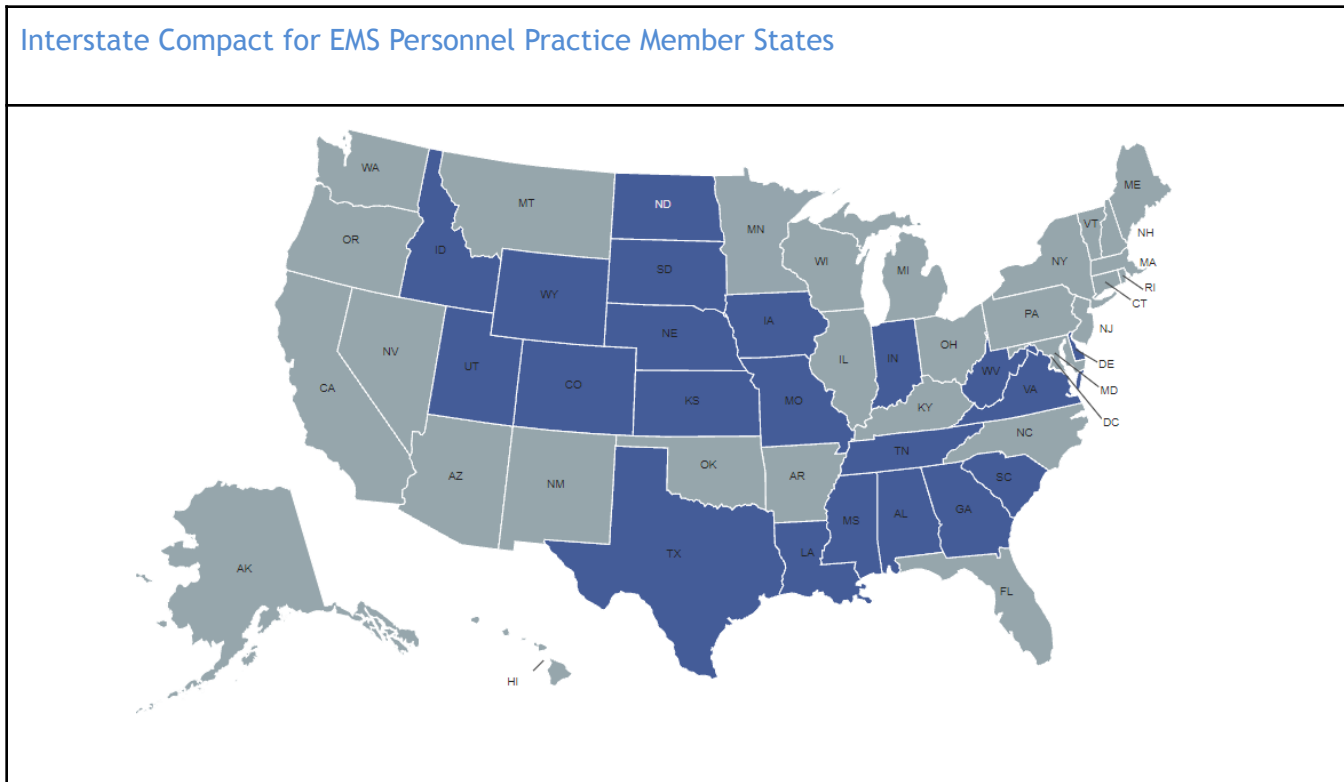 Interstate Compact for EMS Personnel Practice Member States
WA
MT
ND
MN
ME
VT
NH
OR
ID
SD
WI
MI
NY
MA
RI
CT
WY
IA
PA
NJ
NV
NE
IL
IN
OH
DE
UT
CO
WV
MD
CA
KS
MO
KY
VA
DC
NC
TN
AZ
NM
OK
AR
SC
MS
AL
GA
TX
LA
AK
FL
HI